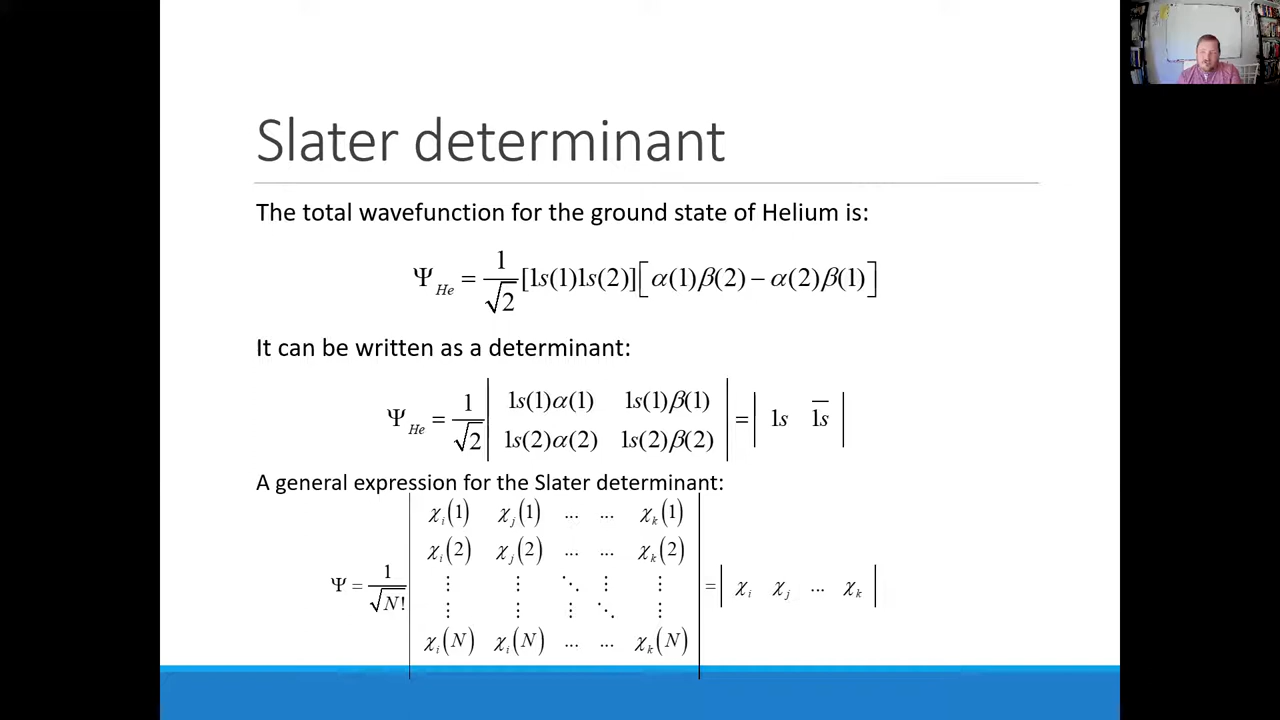 Slater determinant
The total wavefunction for the ground state of Helium is:
Ψ_He = 1/√2 [1s(1)1s(2)][α(1)β(2) − α(2)β(1)]
It can be written as a determinant:
Ψ_He = 1/√2 | 1s(1)α(1) 1s(1)β(1) | = | 1s 1s̅ |
| 1s(2)α(2) 1s(2)β(2) |
A general expression for the Slater determinant:
| χ_i(1) χ_j(1) ... ... χ_k(1) |
| χ_i(2) χ_j(2) ... ... χ_k(2) |
Ψ = 1/√N! | ⋮ ⋮ ⋱ ⋮ ⋮ | = | χ_i χ_j ... χ_k |
| ⋮ ⋮ ⋮ ⋱ ⋮ |
| χ_i(N) χ_i(N) ... ... χ_k(N) |